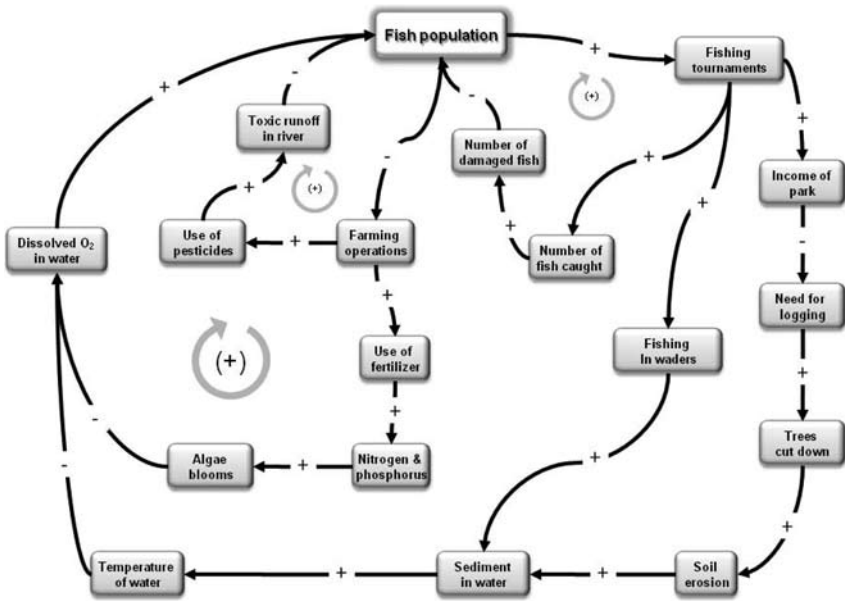 Fish population
+
Fishing
tournaments
-
+
(+)
-
Toxic runoff
in river
Number of
damaged fish
+
-
+
(+)
+
Income of
park
+
+
Dissolved O₂
in water
Use of
pesticides
+
Farming
operations
Number of
fish caught
-
+
Need for
logging
(+)
Use of
fertilizer
Fishing
In waders
+
+
-
Algae
blooms
+
Nitrogen &
phosphorus
+
Trees
cut down
-
+
Temperature
of water
+
Sediment
in water
+
Soil
erosion